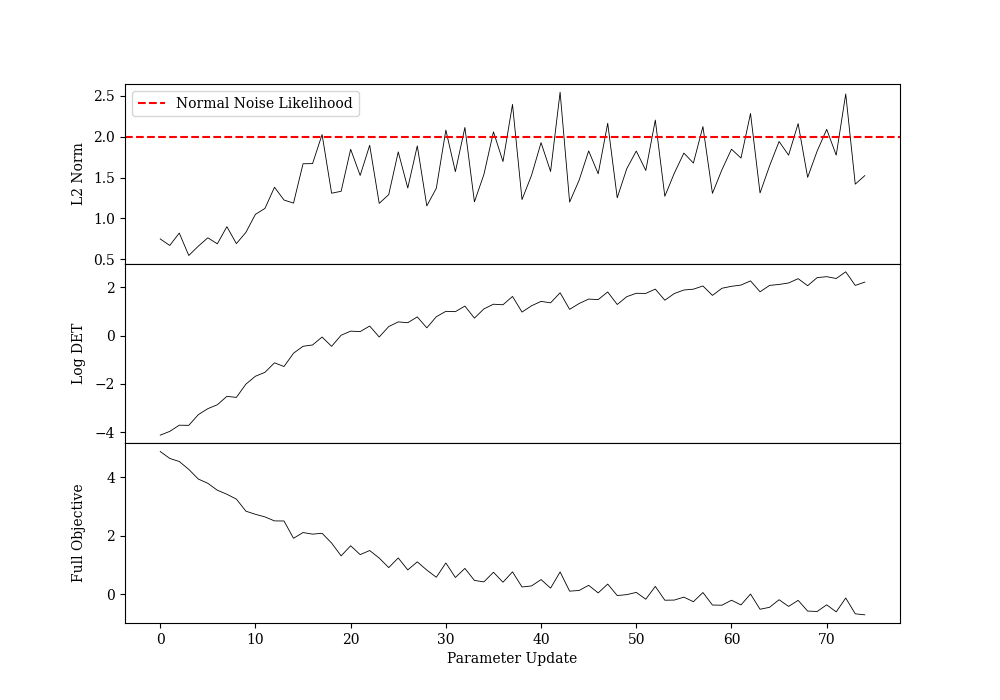 Normal Noise Likelihood
L2 Norm
2.5
2.0
1.5
1.0
0.5
Log DET
2
0
−2
−4
Full Objective
4
2
0
0 10 20 30 40 50 60 70
Parameter Update